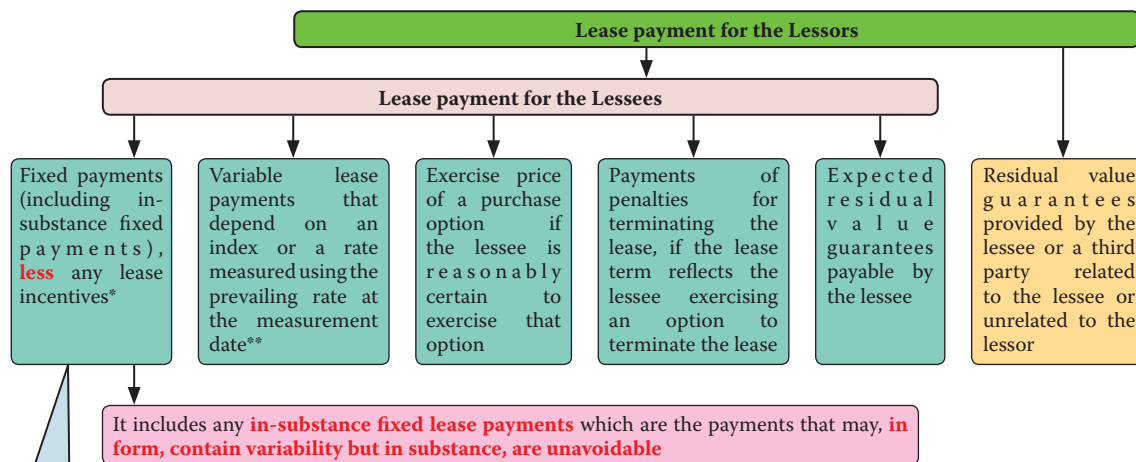 Lease payment for the Lessors
Lease payment for the Lessees
Fixed payments
(including in-
substance fixed
payments),
less any lease
incentives*
Variable lease
payments that
depend on an
index or a rate
measured using the
prevailing rate at
the measurement
date**
Exercise price
of a purchase
option if
the lessee is
reasonably
certain to
exercise that
option
Payments of
penalties for
terminating the
lease, if the lease
term reflects the
lessee exercising
an option to
terminate the lease
Expected
residual
value
guarantees
payable by
the lessee
Residual value
guarantees
provided by the
lessee or a third
party related
to the lessee or
unrelated to the
lessor
It includes any in-substance fixed lease payments which are the payments that may, in
form, contain variability but in substance, are unavoidable